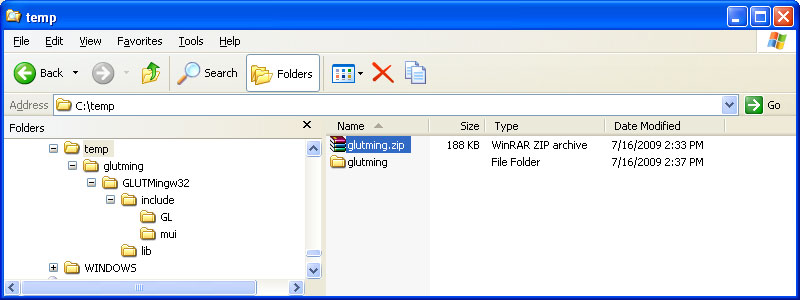 temp
File Edit View Favorites Tools Help
Back Search Folders
Address C:\temp Go
Folders
Name Size Type Date Modified
temp
glutming
GLUTMingw32
include
GL
mui
lib
WINDOWS
glutming.zip 188 KB WinRAR ZIP archive 7/16/2009 2:33 PM
glutming File Folder 7/16/2009 2:37 PM